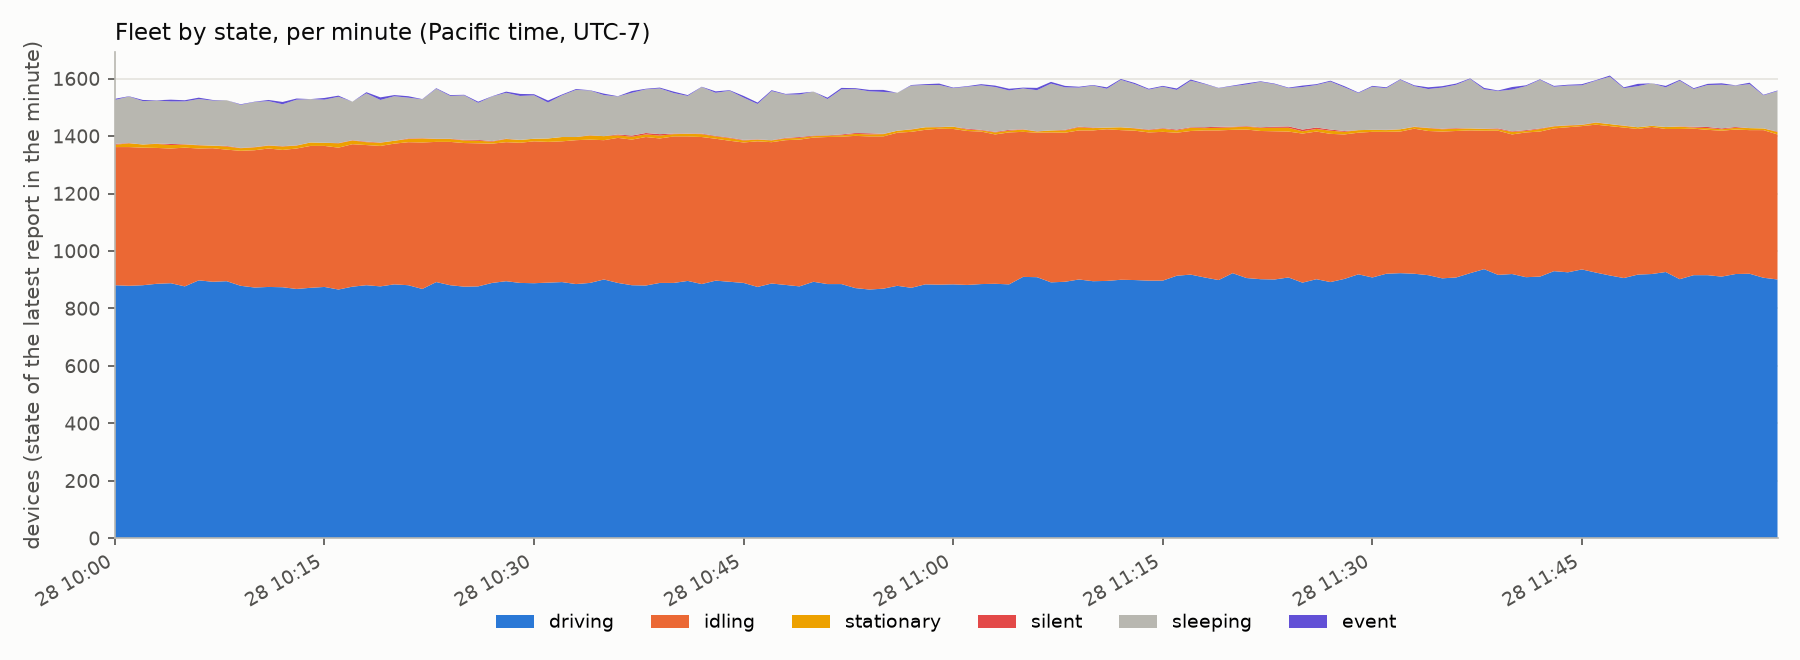 Fleet by state, per minute (Pacific time, UTC-7)
devices (state of the latest report in the minute)
1600
1400
1200
1000
800
600
400
200
0
28 10:00
28 10:15
28 10:30
28 10:45
28 11:00
28 11:15
28 11:30
28 11:45
driving
idling
stationary
silent
sleeping
event